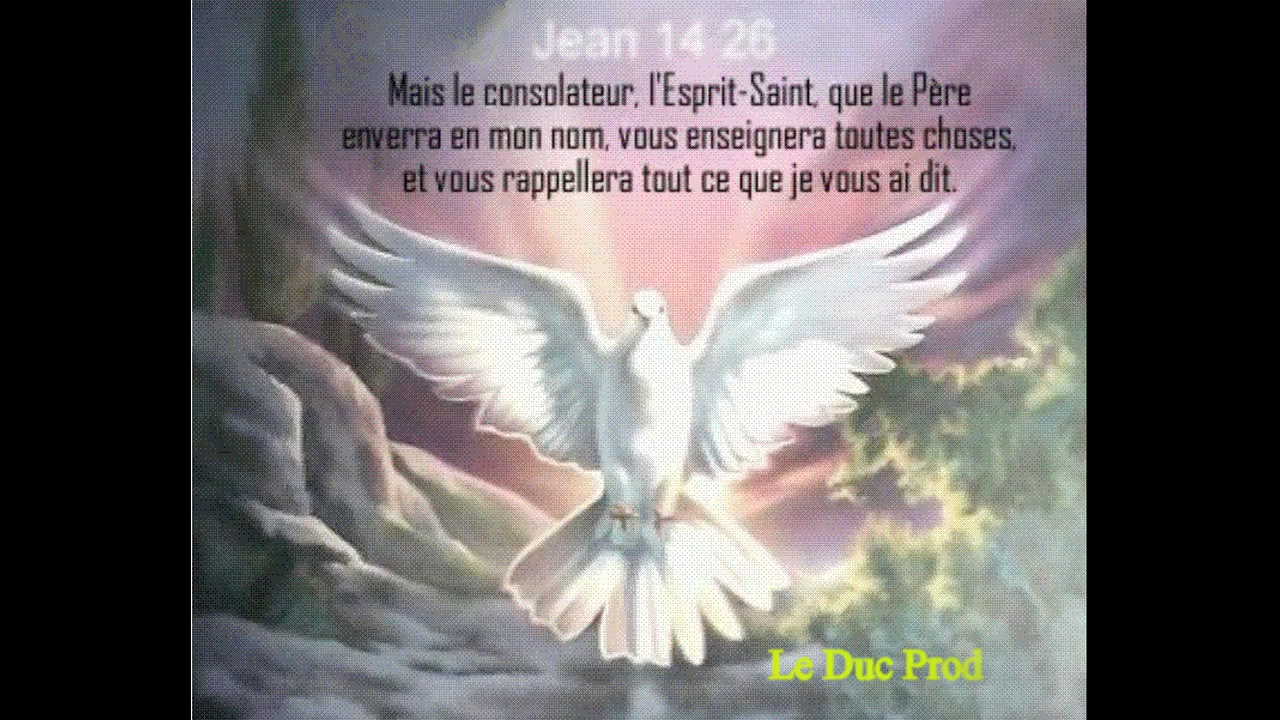 Jean 14 26
Mais le consolateur, l'Esprit-Saint, que le Père
enverra en mon nom, vous enseignera toutes choses,
et vous rappellera tout ce que je vous ai dit.
Le Duc Prod